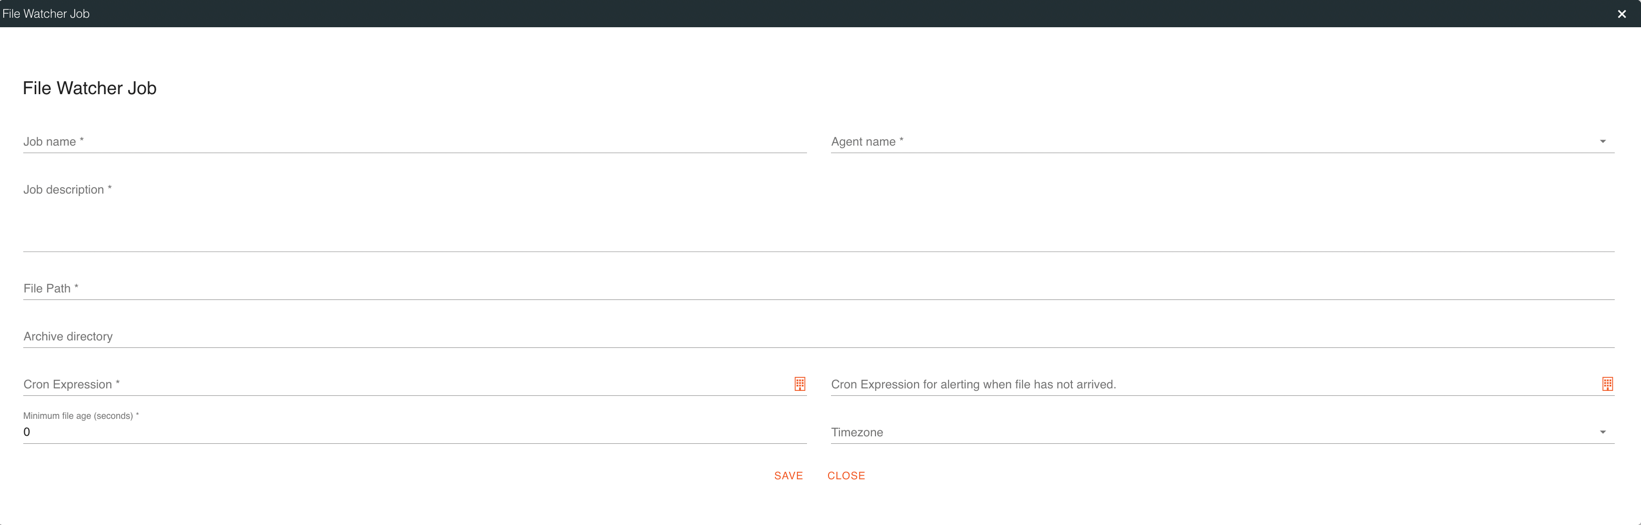 File Watcher Job
File Watcher Job
Job name *
Agent name *
Job description *
File Path *
Archive directory
Cron Expression *
Cron Expression for alerting when file has not arrived.
Minimum file age (seconds) *
0
Timezone
SAVE CLOSE